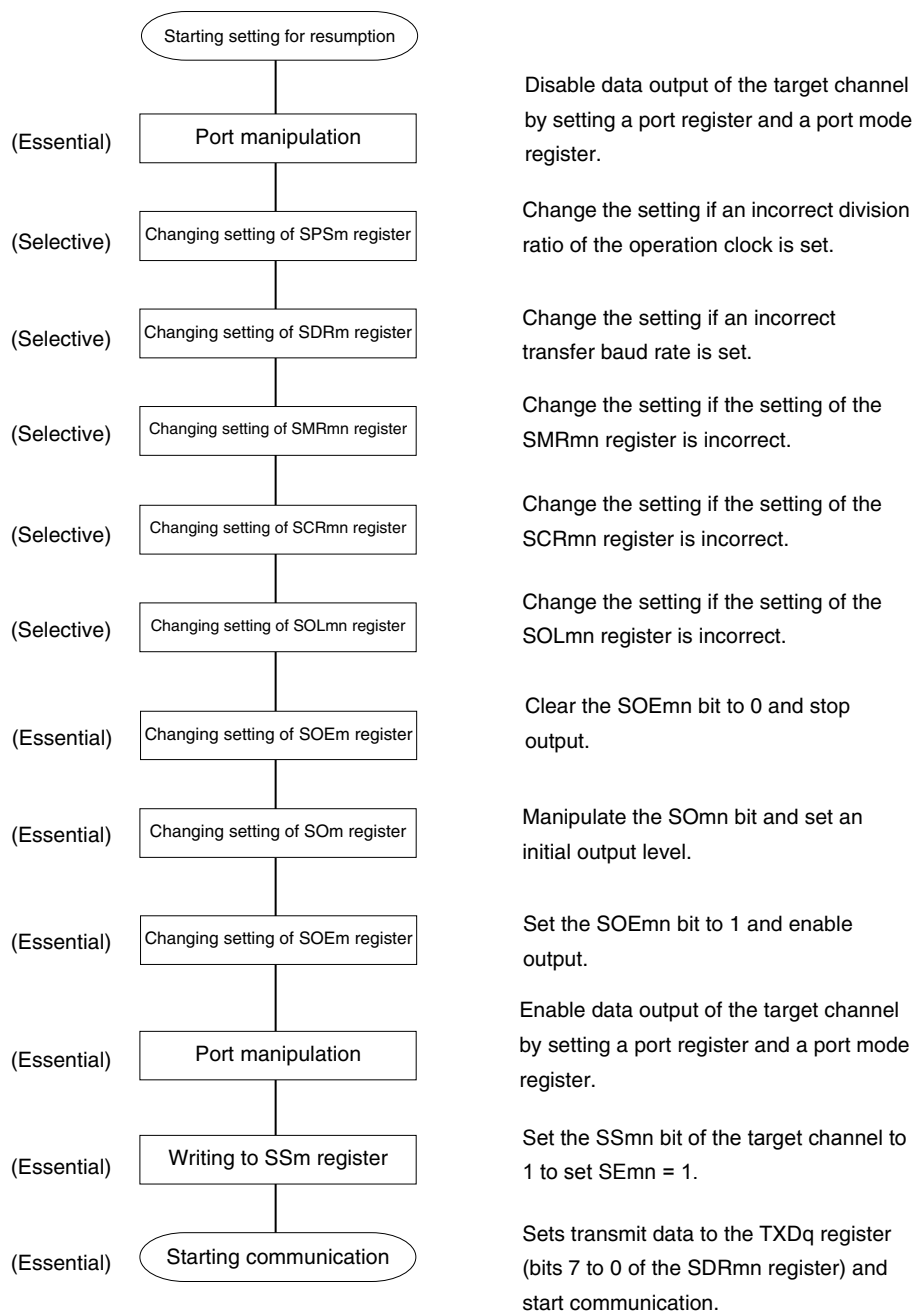 Starting setting for resumption
(Essential)
Port manipulation
Disable data output of the target channel
by setting a port register and a port mode
register.
(Selective)
Changing setting of SPSm register
Change the setting if an incorrect division
ratio of the operation clock is set.
(Selective)
Changing setting of SDRm register
Change the setting if an incorrect
transfer baud rate is set.
(Selective)
Changing setting of SMRmn register
Change the setting if the setting of the
SMRmn register is incorrect.
(Selective)
Changing setting of SCRmn register
Change the setting if the setting of the
SCRmn register is incorrect.
(Selective)
Changing setting of SOLmn register
Change the setting if the setting of the
SOLmn register is incorrect.
(Essential)
Changing setting of SOEm register
Clear the SOEmn bit to 0 and stop
output.
(Essential)
Changing setting of SOm register
Manipulate the SOmn bit and set an
initial output level.
(Essential)
Changing setting of SOEm register
Set the SOEmn bit to 1 and enable
output.
(Essential)
Port manipulation
Enable data output of the target channel
by setting a port register and a port mode
register.
(Essential)
Writing to SSm register
Set the SSmn bit of the target channel to
1 to set SEmn = 1.
(Essential)
Starting communication
Sets transmit data to the TXDq register
(bits 7 to 0 of the SDRmn register) and
start communication.